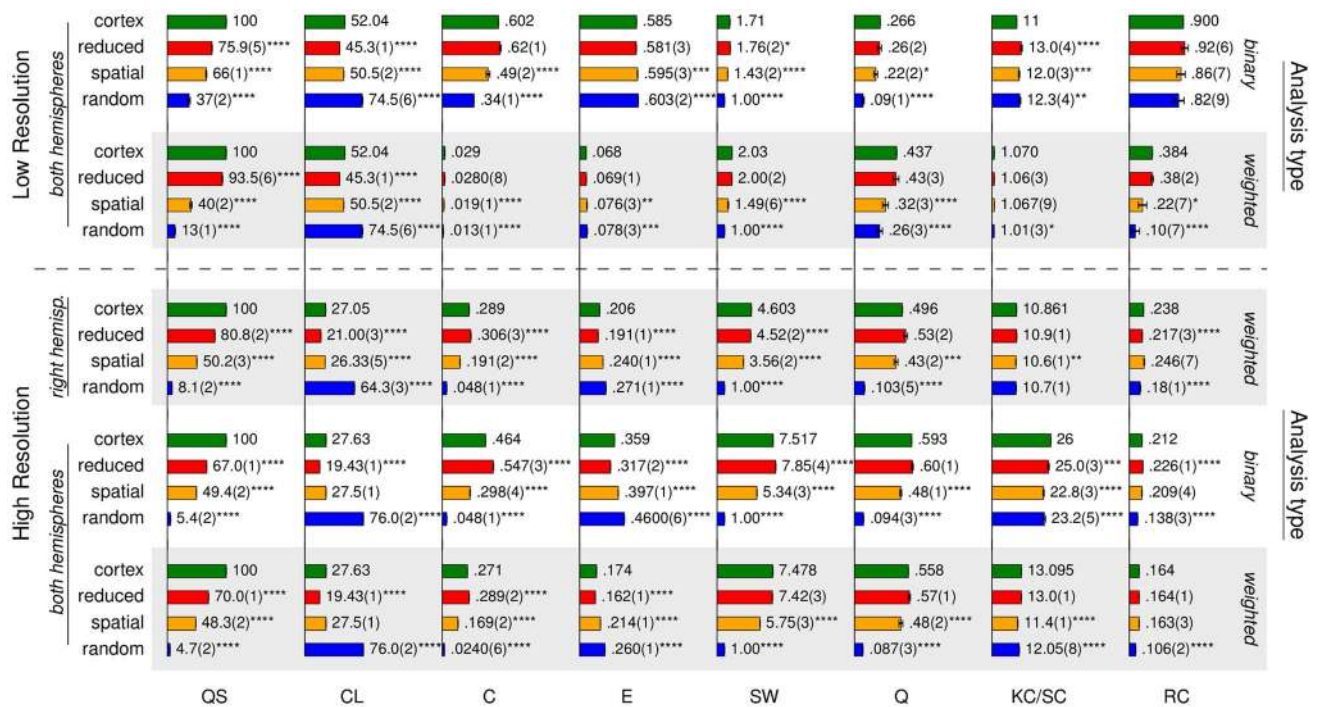 cortex 100 52.04 .602 .585 1.71 .266 11 .900
reduced 75.9(5)**** 45.3(1)**** .62(1) .581(3) 1.76(2)* .26(2) 13.0(4)**** .92(6)
spatial 66(1)**** 50.5(2)**** .49(2)**** .595(3)*** 1.43(2)**** .22(2)* 12.0(3)*** .86(7)
random 37(2)**** 74.5(6)**** .34(1)**** .603(2)**** 1.00**** .09(1)**** 12.3(4)** .82(9)
binary
cortex 100 52.04 .029 .068 2.03 .437 1.070 .384
reduced 93.5(6)**** 45.3(1)**** .0280(8) .069(1) 2.00(2) .43(3) 1.06(3) .38(2)
spatial 40(2)**** 50.5(2)**** .019(1)**** .076(3)** 1.49(6)**** .32(3)**** 1.067(9) .22(7)*
random 13(1)**** 74.5(6)**** .013(1)**** .078(3)*** 1.00**** .26(3)**** 1.01(3)* .10(7)****
weighted
Low Resolution
both hemispheres
Analysis type
cortex 100 27.05 .289 .206 4.603 .496 10.861 .238
reduced 80.8(2)**** 21.00(3)**** .306(3)**** .191(1)**** 4.52(2)**** .53(2) 10.9(1) .217(3)****
spatial 50.2(3)**** 26.33(5)**** .191(2)**** .240(1)**** 3.56(2)**** .43(2)*** 10.6(1)** .246(7)
random 8.1(2)**** 64.3(3)**** .048(1)**** .271(1)**** 1.00**** .103(5)**** 10.7(1) .18(1)****
right hemisp.
weighted
cortex 100 27.63 .464 .359 7.517 .593 26 .212
reduced 67.0(1)**** 19.43(1)**** .547(3)**** .317(2)**** 7.85(4)**** .60(1) 25.0(3)*** .226(1)****
spatial 49.4(2)**** 27.5(1) .298(4)**** .397(1)**** 5.34(3)**** .48(1)**** 22.8(3)**** .209(4)
random 5.4(2)**** 76.0(2)**** .048(1)**** .4600(6)**** 1.00**** .094(3)**** 23.2(5)**** .138(3)****
binary
cortex 100 27.63 .271 .174 7.478 .558 13.095 .164
reduced 70.0(1)**** 19.43(1)**** .289(2)**** .162(1)**** 7.42(3) .57(1) 13.0(1) .164(1)
spatial 48.3(2)**** 27.5(1) .169(2)**** .214(1)**** 5.75(3)**** .48(2)**** 11.4(1)**** .163(3)
random 4.7(2)**** 76.0(2)**** .0240(6)**** .260(1)**** 1.00**** .087(3)**** 12.05(8)**** .106(2)****
weighted
High Resolution
both hemispheres
Analysis type
QS CL C E SW Q KC/SC RC